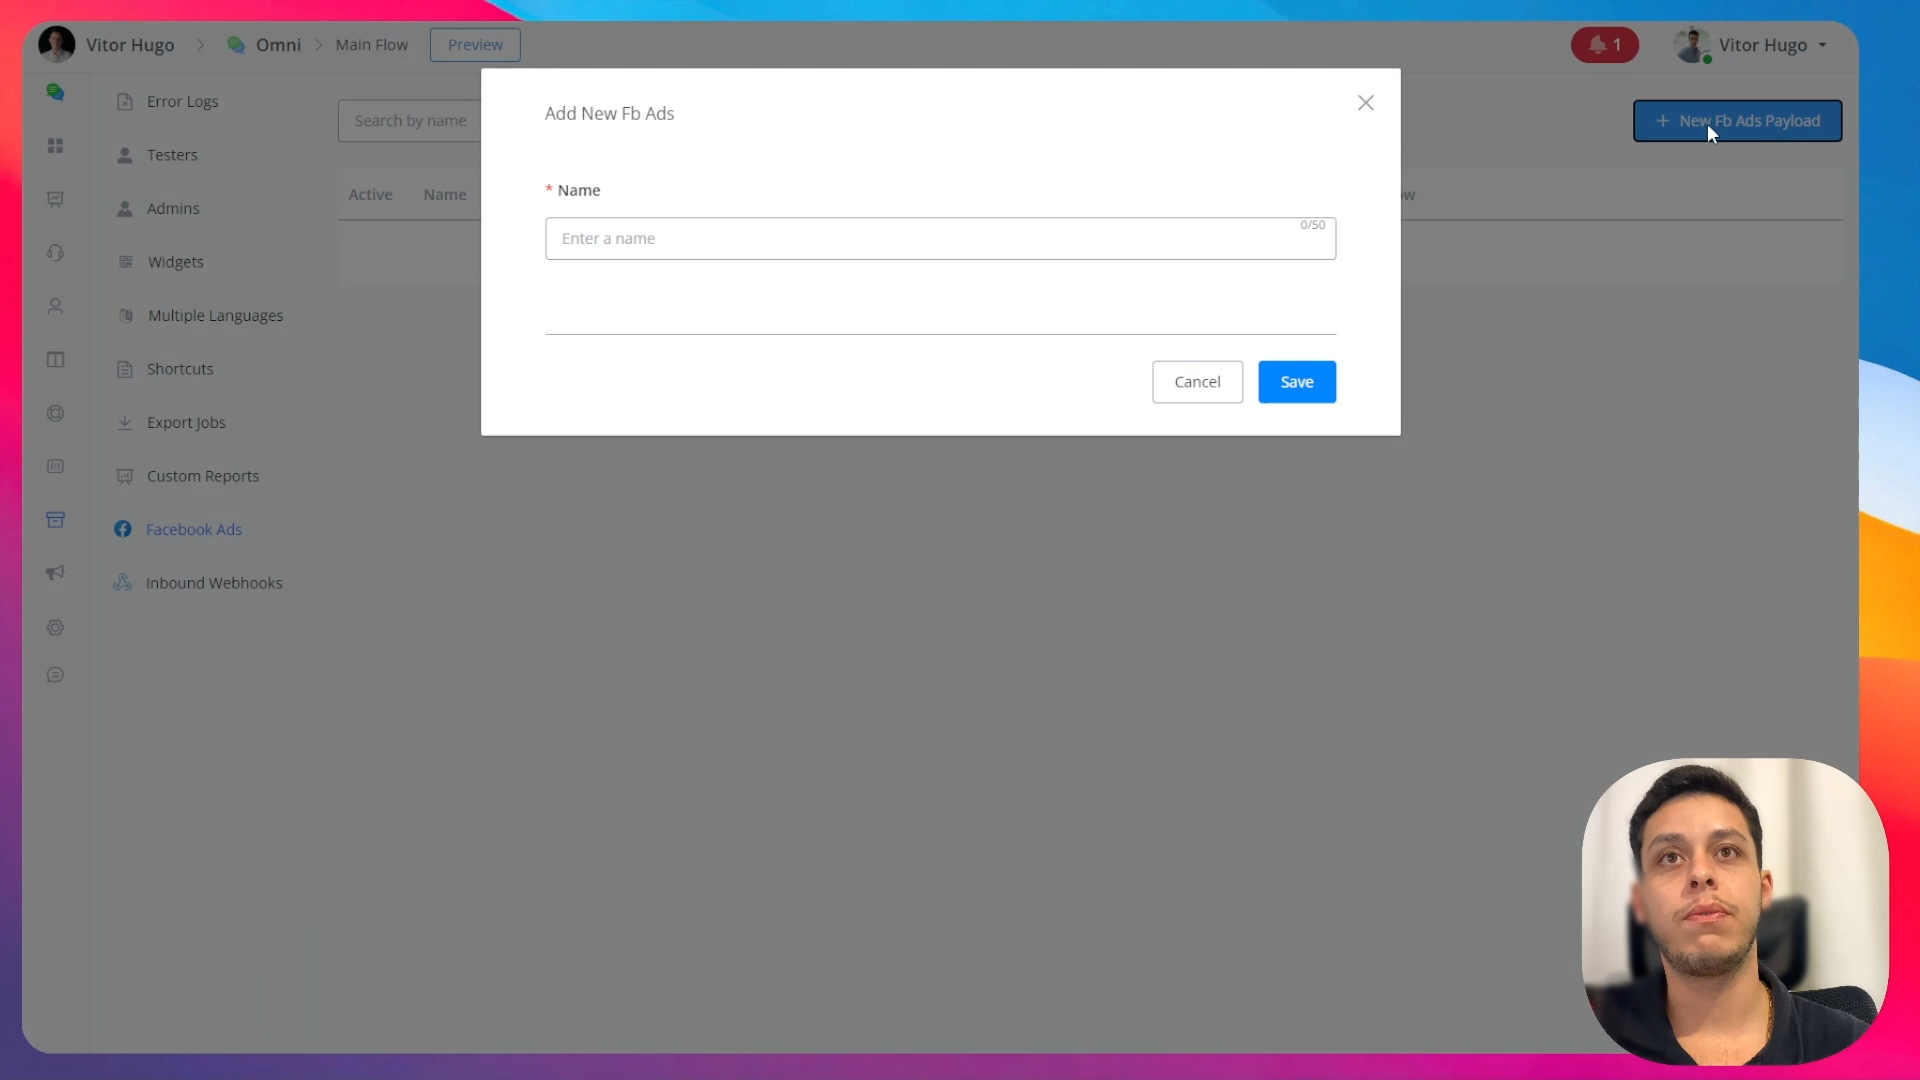 Vitor Hugo
Omni
Main Flow
Preview
1
Vitor Hugo
Error Logs
Testers
Admins
Widgets
Multiple Languages
Shortcuts
Export Jobs
Custom Reports
Facebook Ads
Inbound Webhooks
Search by name
+ New Fb Ads Payload
Active
Name
ow
Add New Fb Ads
* Name
Enter a name
0/50
Cancel
Save